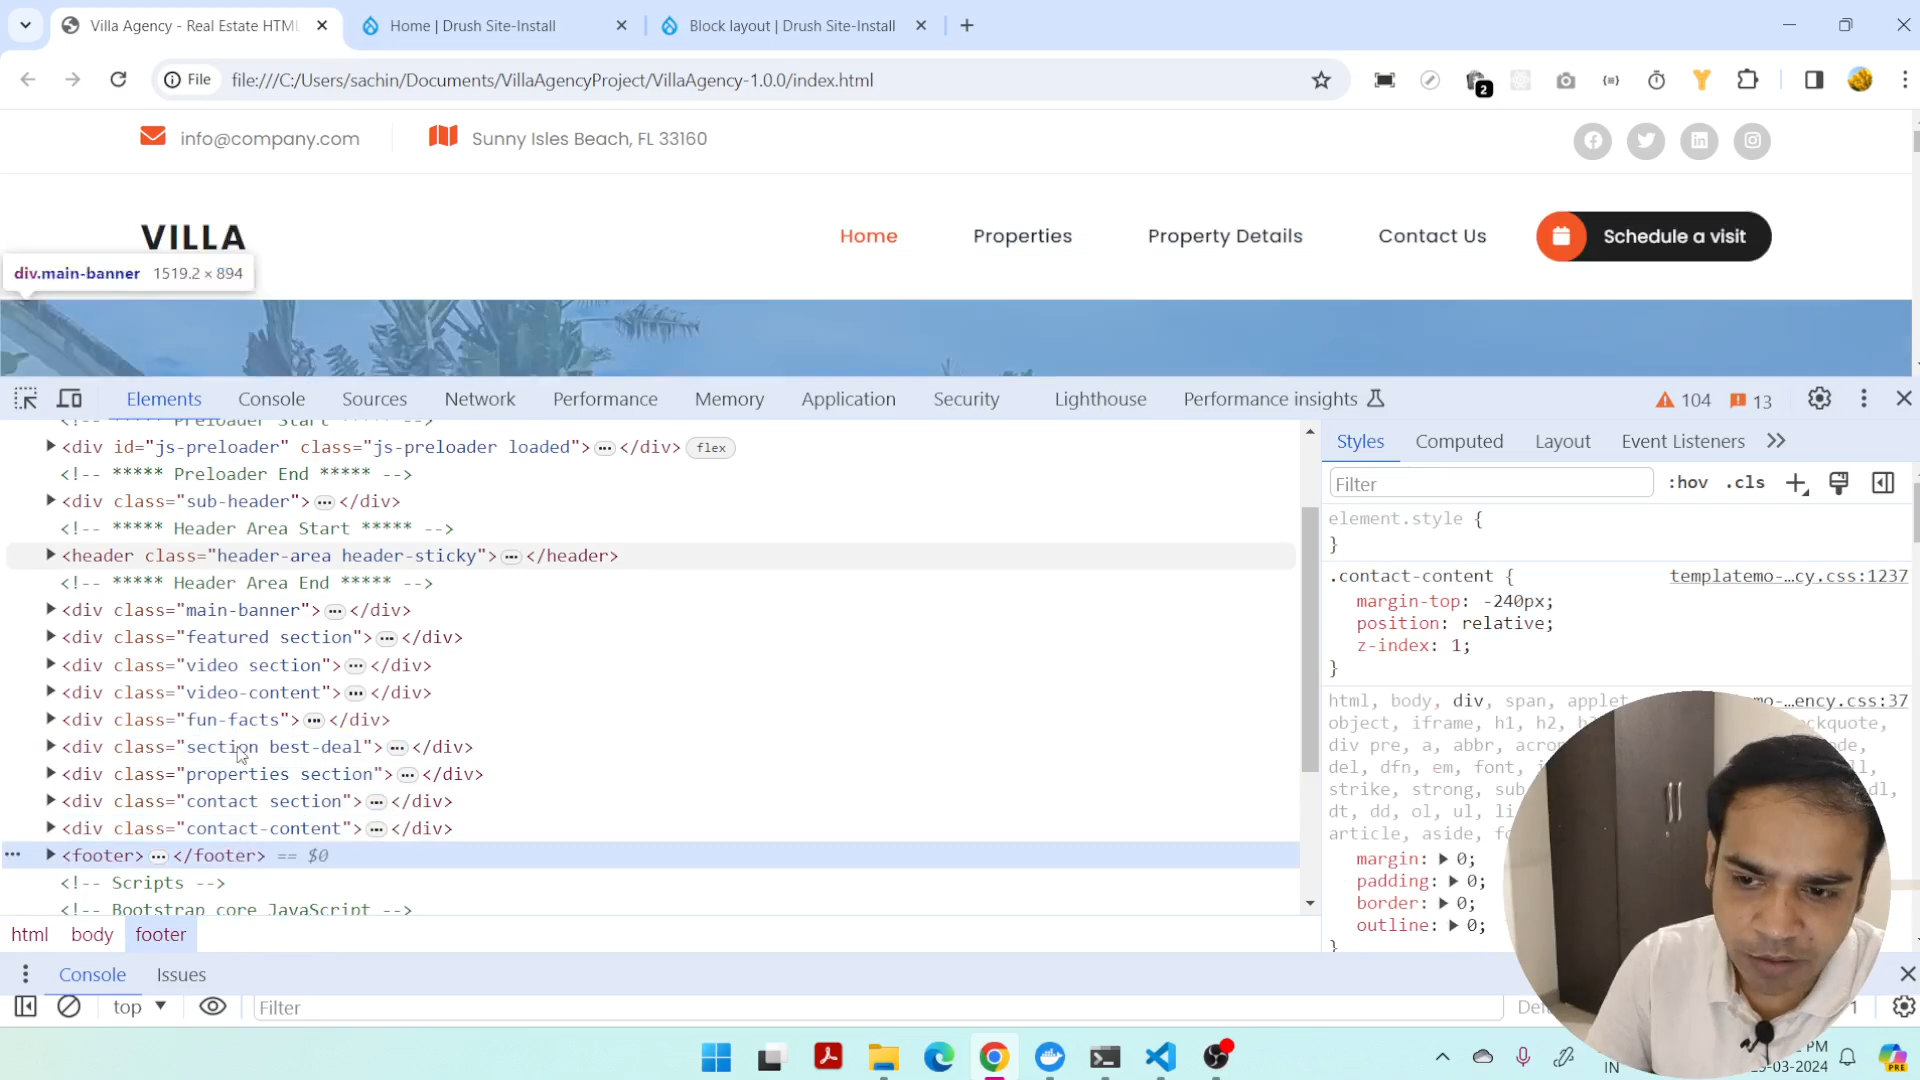 Villa Agency - Real Estate HTML
Home | Drush Site-Install
Block layout | Drush Site-Install
File
file:///C:/Users/sachin/Documents/VillaAgencyProject/VillaAgency-1.0.0/index.html
2
info@company.com
Sunny Isles Beach, FL 33160
VILLA
Home
Properties
Property Details
Contact Us
Schedule a visit
div.main-banner 1519.2 × 894
Elements
Console
Sources
Network
Performance
Memory
Application
Security
Lighthouse
Performance insights
104
13
<!-- ***** Preloader Start ***** -->
<div id="js-preloader" class="js-preloader loaded">…</div> flex
<!-- ***** Preloader End ***** -->
<div class="sub-header">…</div>
<!-- ***** Header Area Start ***** -->
<header class="header-area header-sticky">…</header>
<!-- ***** Header Area End ***** -->
<div class="main-banner">…</div>
<div class="featured section">…</div>
<div class="video section">…</div>
<div class="video-content">…</div>
<div class="fun-facts">…</div>
<div class="section best-deal">…</div>
<div class="properties section">…</div>
<div class="contact section">…</div>
<div class="contact-content">…</div>
<footer>…</footer> == $0
<!-- Scripts -->
<!-- Bootstrap core JavaScript -->
html body footer
Styles
Computed
Layout
Event Listeners
Filter
:hov .cls
element.style {
}
.contact-content { templatemo-…cy.css:1237
margin-top: -240px;
position: relative;
z-index: 1;
}
html, body, div, span, applet, …ency.css:37
object, iframe, h1, h2,
div pre, a, abbr,
del, dfn, em, font,
strike, strong,
dt, dd, ol, ul,
article, aside,
margin: 0;
padding: 0;
border: 0;
outline: 0;
}
Console
Issues
top
Filter
IN
PM
-03-2024
PRE